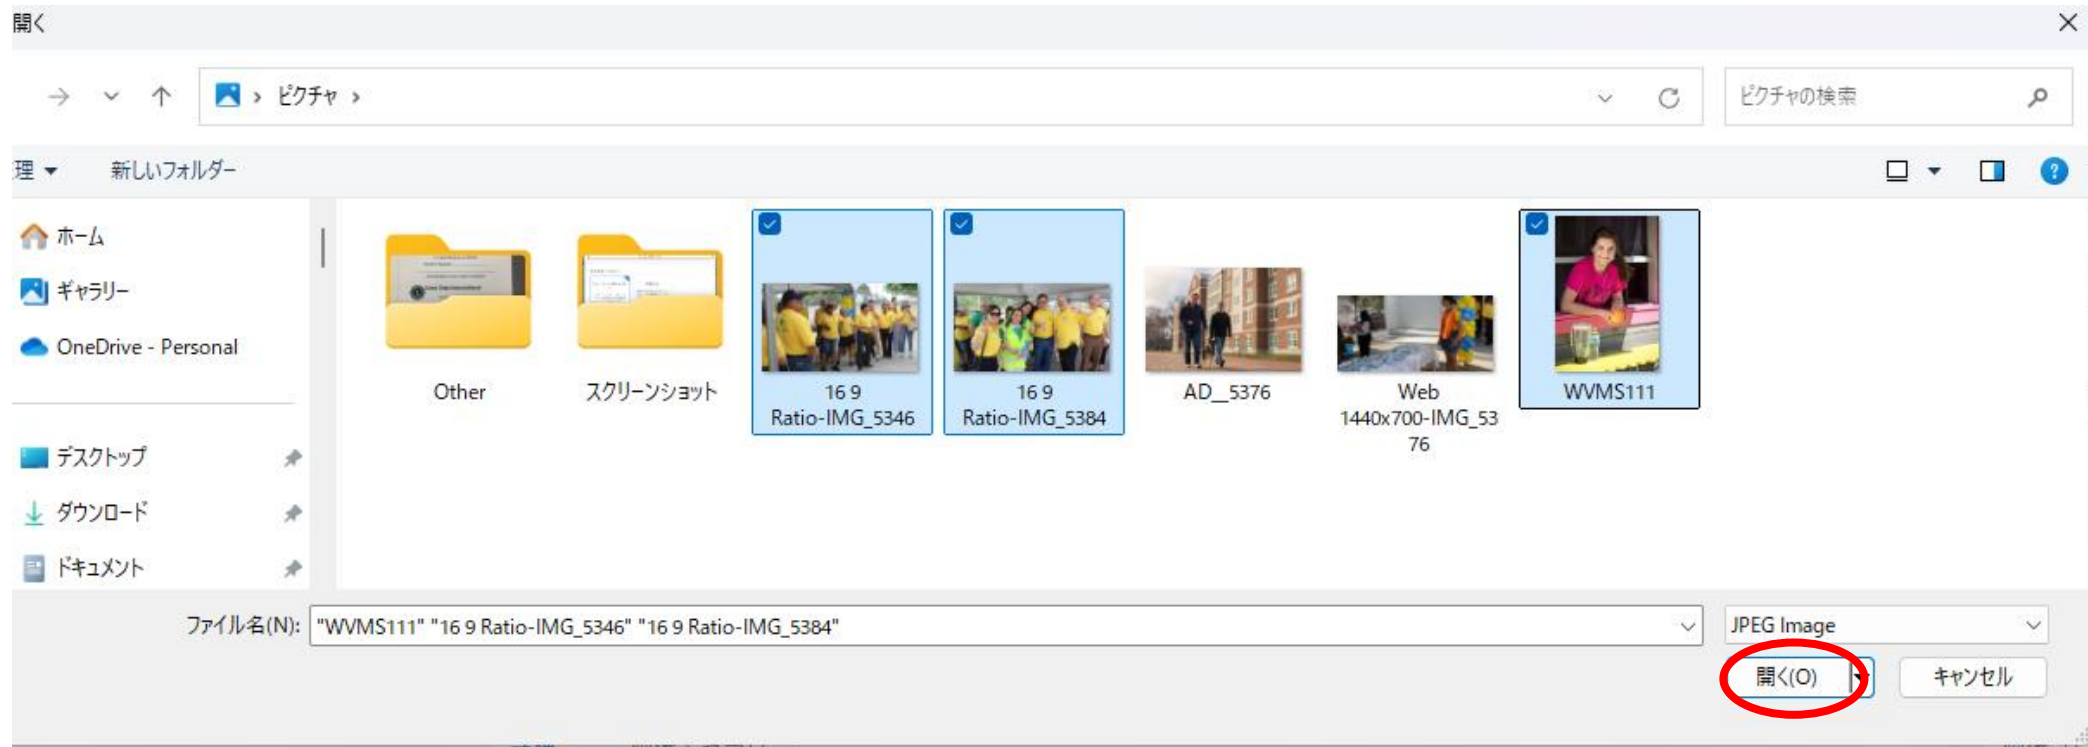 開く
ピクチャ
ピクチャの検索
理
新しいフォルダー
ホーム
ギャラリー
OneDrive - Personal
デスクトップ
ダウンロード
ドキュメント
Other
スクリーンショット
16 9
Ratio-IMG_5346
16 9
Ratio-IMG_5384
AD__5376
Web
1440x700-IMG_53
76
WVMS111
ファイル名(N):
"WVMS111" "16 9 Ratio-IMG_5346" "16 9 Ratio-IMG_5384"
JPEG Image
開く(O)
キャンセル